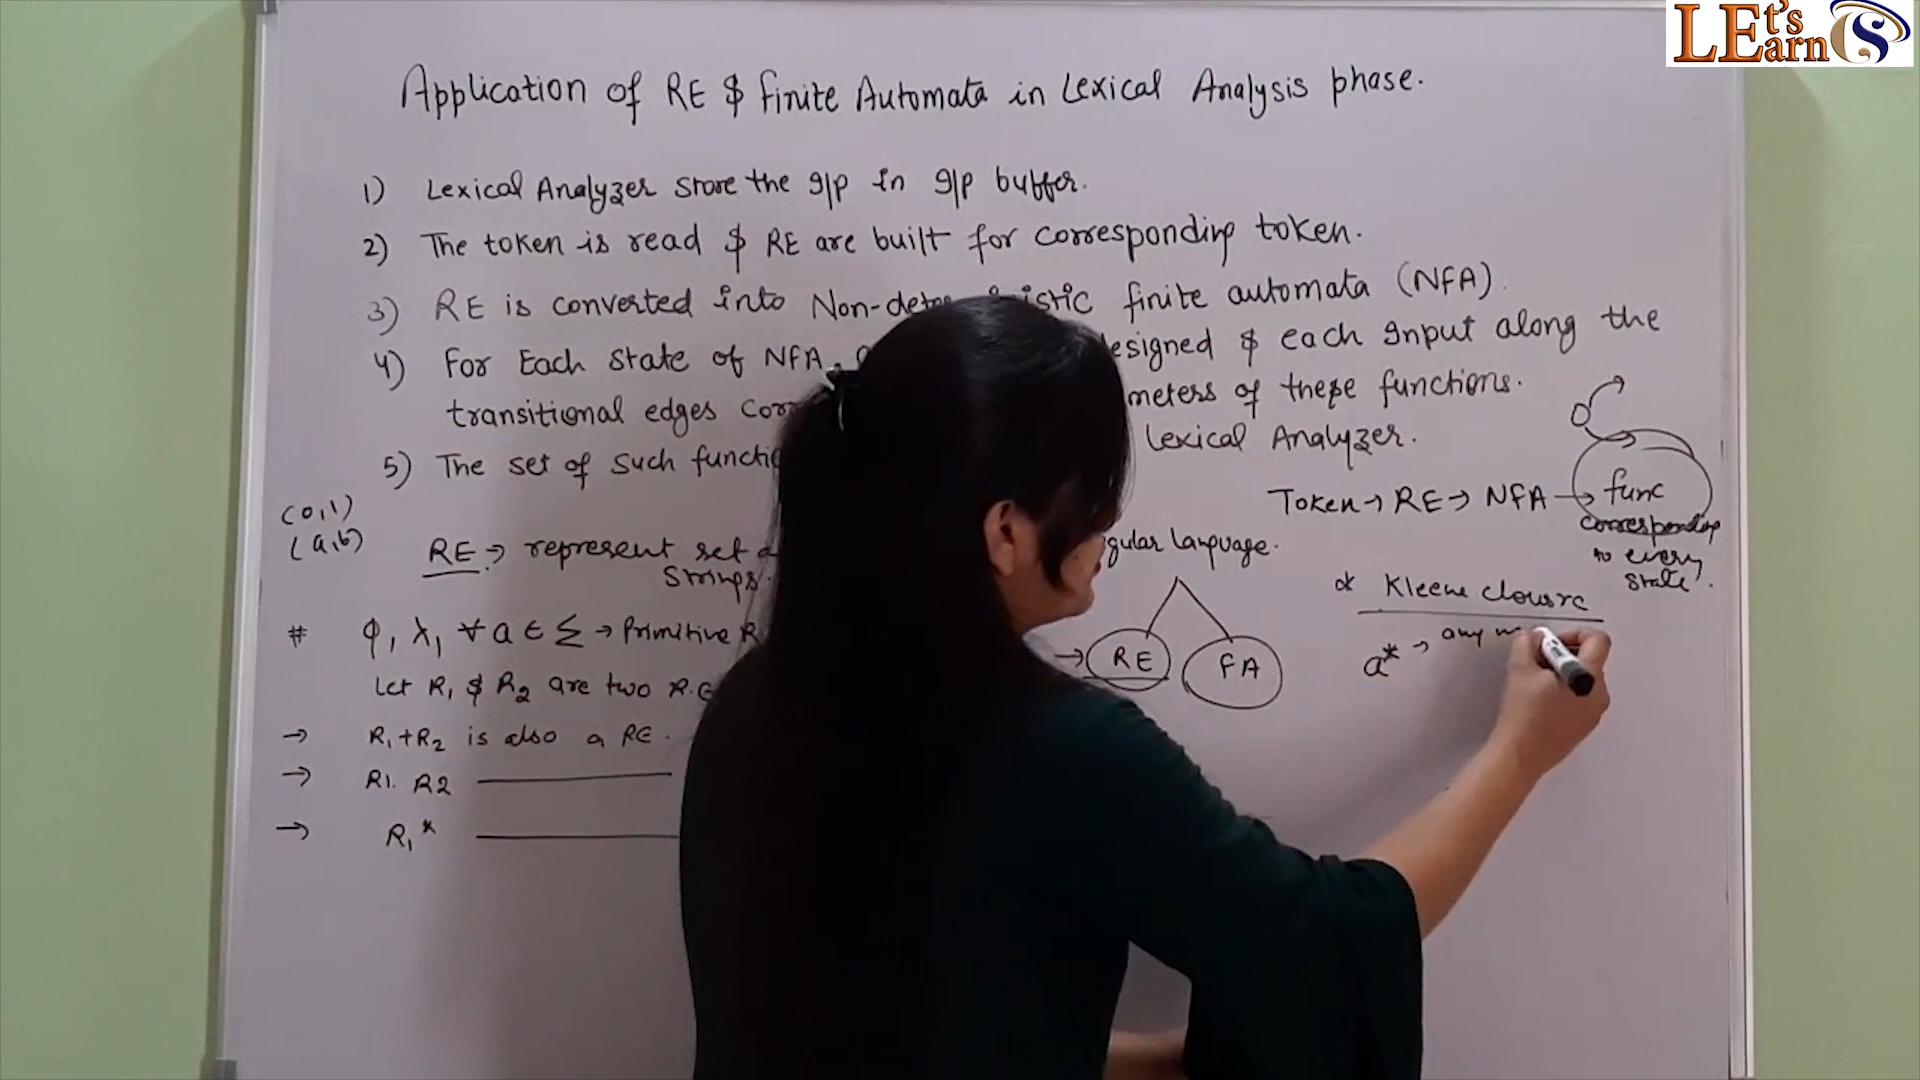 LEt's
Earn CS
Application of RE & finite Automata in Lexical Analysis phase.
1) Lexical Analyzer store the I/p in I/p buffer.
2) The token is read & RE are built for corresponding token.
3) RE is converted into Non-dete istic finite automata (NFA).
4) For Each state of NFA, esigned & each Input along the
transitional edges corr meters of these functions.
5) The set of such functio Lexical Analyzer.
(0,1)
(a,b)
Token → RE → NFA → func
corresponding
to every
state.
RE → represent set gular language.
strings.
* Kleene closure
# φ, λ, ∀ a ∈ Σ → Primitive R
RE FA
a* → any
Let R1 & R2 are two R.E
→ R1+R2 is also a RE.
→ R1. R2
→ R1*